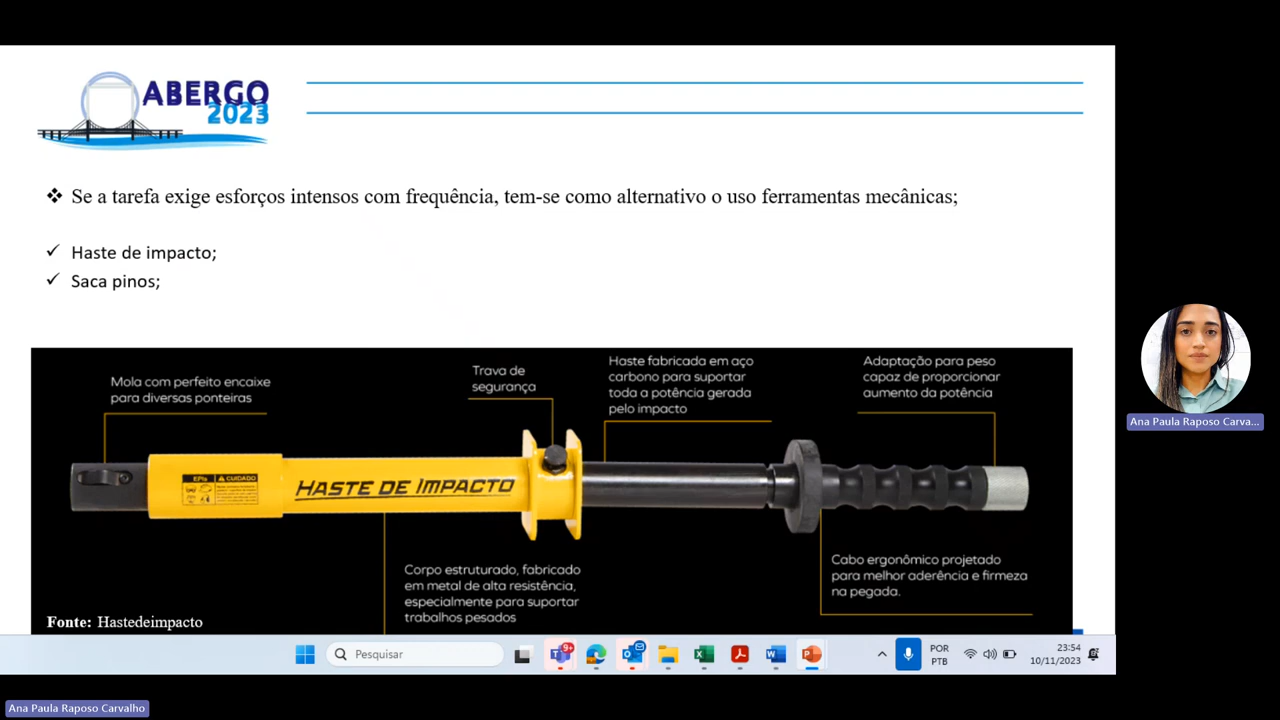 ABERGO
2023
❖ Se a tarefa exige esforços intensos com frequência, tem-se como alternativo o uso ferramentas mecânicas;
✓ Haste de impacto;
✓ Saca pinos;
Mola com perfeito encaixe
para diversas ponteiras
Trava de
segurança
Haste fabricada em aço
carbono para suportar
toda a potência gerada
pelo impacto
Adaptação para peso
capaz de proporcionar
aumento da potência
EPIs
CUIDADO
HASTE DE IMPACTO
Corpo estruturado, fabricado
em metal de alta resistência,
especialmente para suportar
trabalhos pesados
Cabo ergonômico projetado
para melhor aderência e firmeza
na pegada.
Fonte: Hastedeimpacto
Ana Paula Raposo Carva...
Pesquisar
9+
POR
PTB
23:54
10/11/2023
Ana Paula Raposo Carvalho